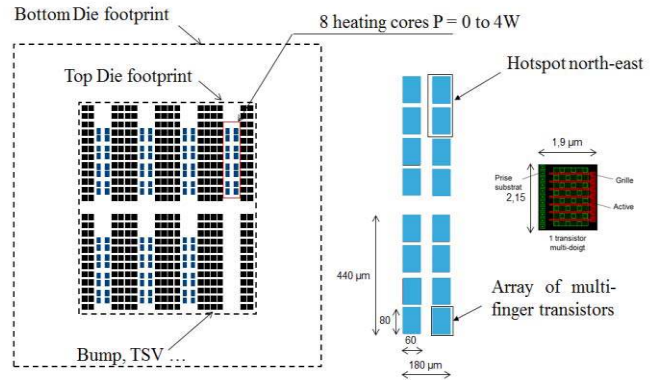 Bottom Die footprint
8 heating cores P = 0 to 4W
Top Die footprint
Hotspot north-east
1,9 µm
Prise
substrat
2,15
Grille
Active
1 transistor
multi-doigt
440 µm
80
60
180 µm
Array of multi-
finger transistors
Bump, TSV ...